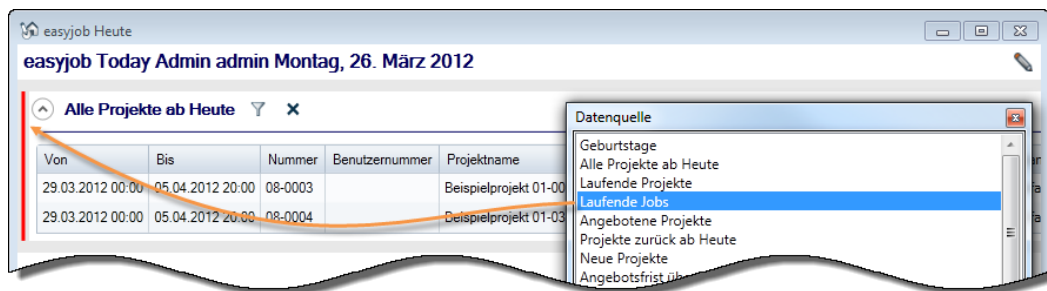 easyjob Heute
easyjob Today Admin admin Montag, 26. März 2012
Alle Projekte ab Heute
Von Bis Nummer Benutzernummer Projektname
29.03.2012 00:00 05.04.2012 20:00 08-0003 Beispielprojekt 01-00
29.03.2012 00:00 05.04.2012 20:00 08-0004 Beispielprojekt 01-03
Datenquelle
Geburtstage
Alle Projekte ab Heute
Laufende Projekte
Laufende Jobs
Angebotene Projekte
Projekte zurück ab Heute
Neue Projekte
Angebotsfrist